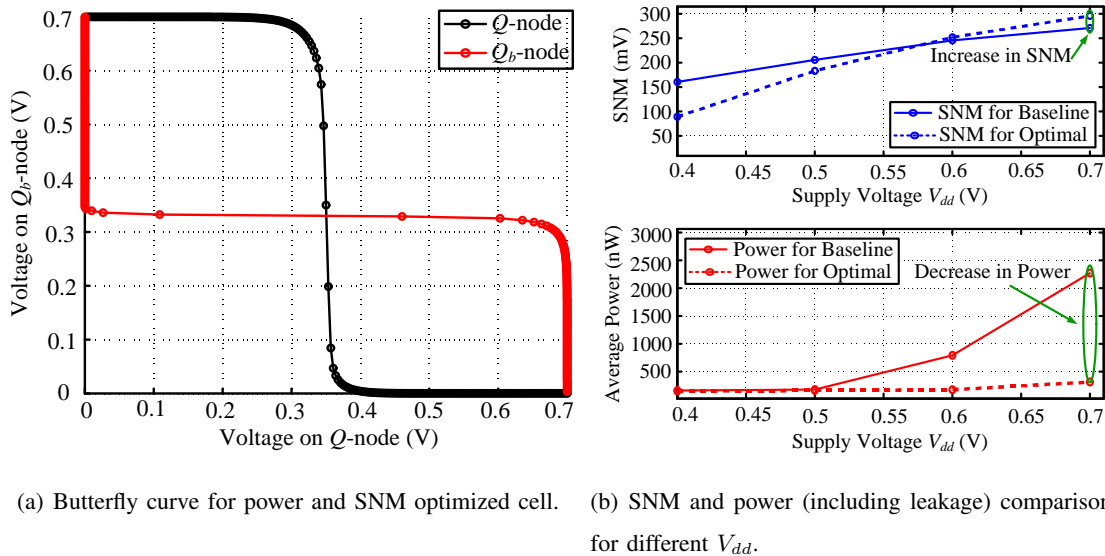 0.7
0.6
0.5
0.4
0.3
0.2
0.1
0
Voltage on Qb-node (V)
Q-node
Qb-node
0 0.1 0.2 0.3 0.4 0.5 0.6 0.7
Voltage on Q-node (V)
300
250
200
150
100
50
SNM (mV)
Increase in SNM
SNM for Baseline
SNM for Optimal
0.4 0.45 0.5 0.55 0.6 0.65 0.7
Supply Voltage Vdd (V)
3000
2500
2000
1500
1000
500
Average Power (nW)
Power for Baseline
Power for Optimal
Decrease in Power
0.4 0.45 0.5 0.55 0.6 0.65 0.7
Supply Voltage Vdd (V)
(a) Butterfly curve for power and SNM optimized cell.
(b) SNM and power (including leakage) comparison
for different Vdd.